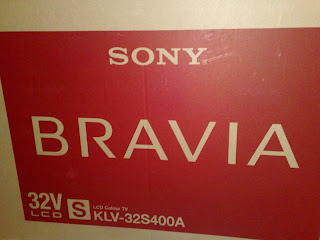 SONY
BRAVIA
32V S LCD Colour TV
LCD KLV-32S400A